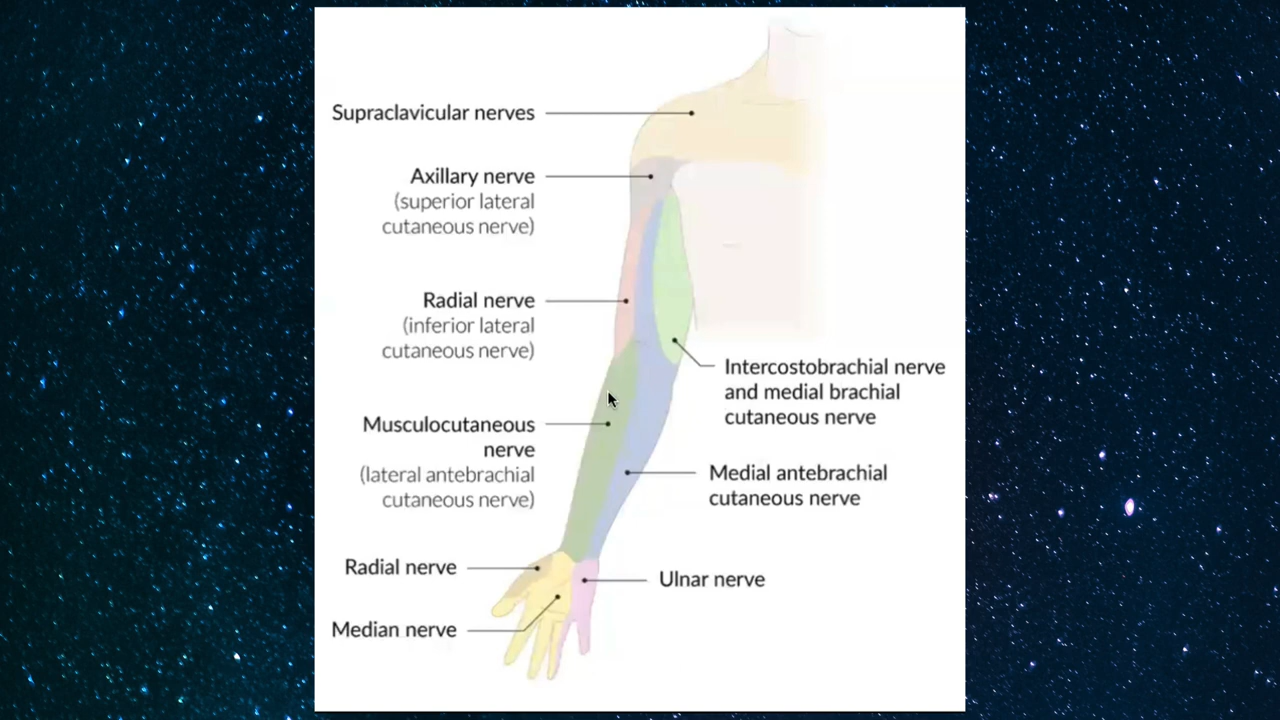 Supraclavicular nerves
Axillary nerve
(superior lateral
cutaneous nerve)
Radial nerve
(inferior lateral
cutaneous nerve)
Intercostobrachial nerve
and medial brachial
cutaneous nerve
Musculocutaneous
nerve
(lateral antebrachial
cutaneous nerve)
Medial antebrachial
cutaneous nerve
Radial nerve
Ulnar nerve
Median nerve